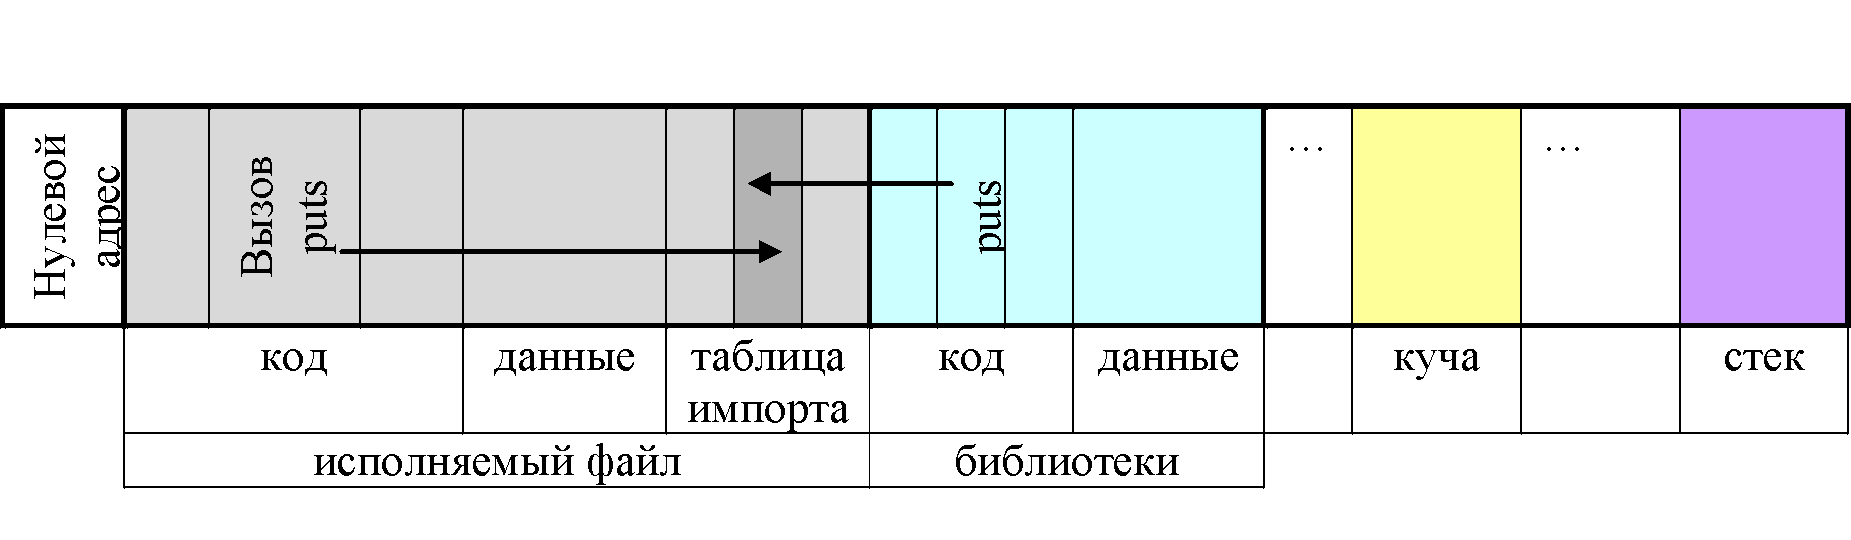 Нулевой
адрес
Вызов
puts
puts
...
...
код
данные
таблица
импорта
код
данные
куча
стек
исполняемый файл
библиотеки